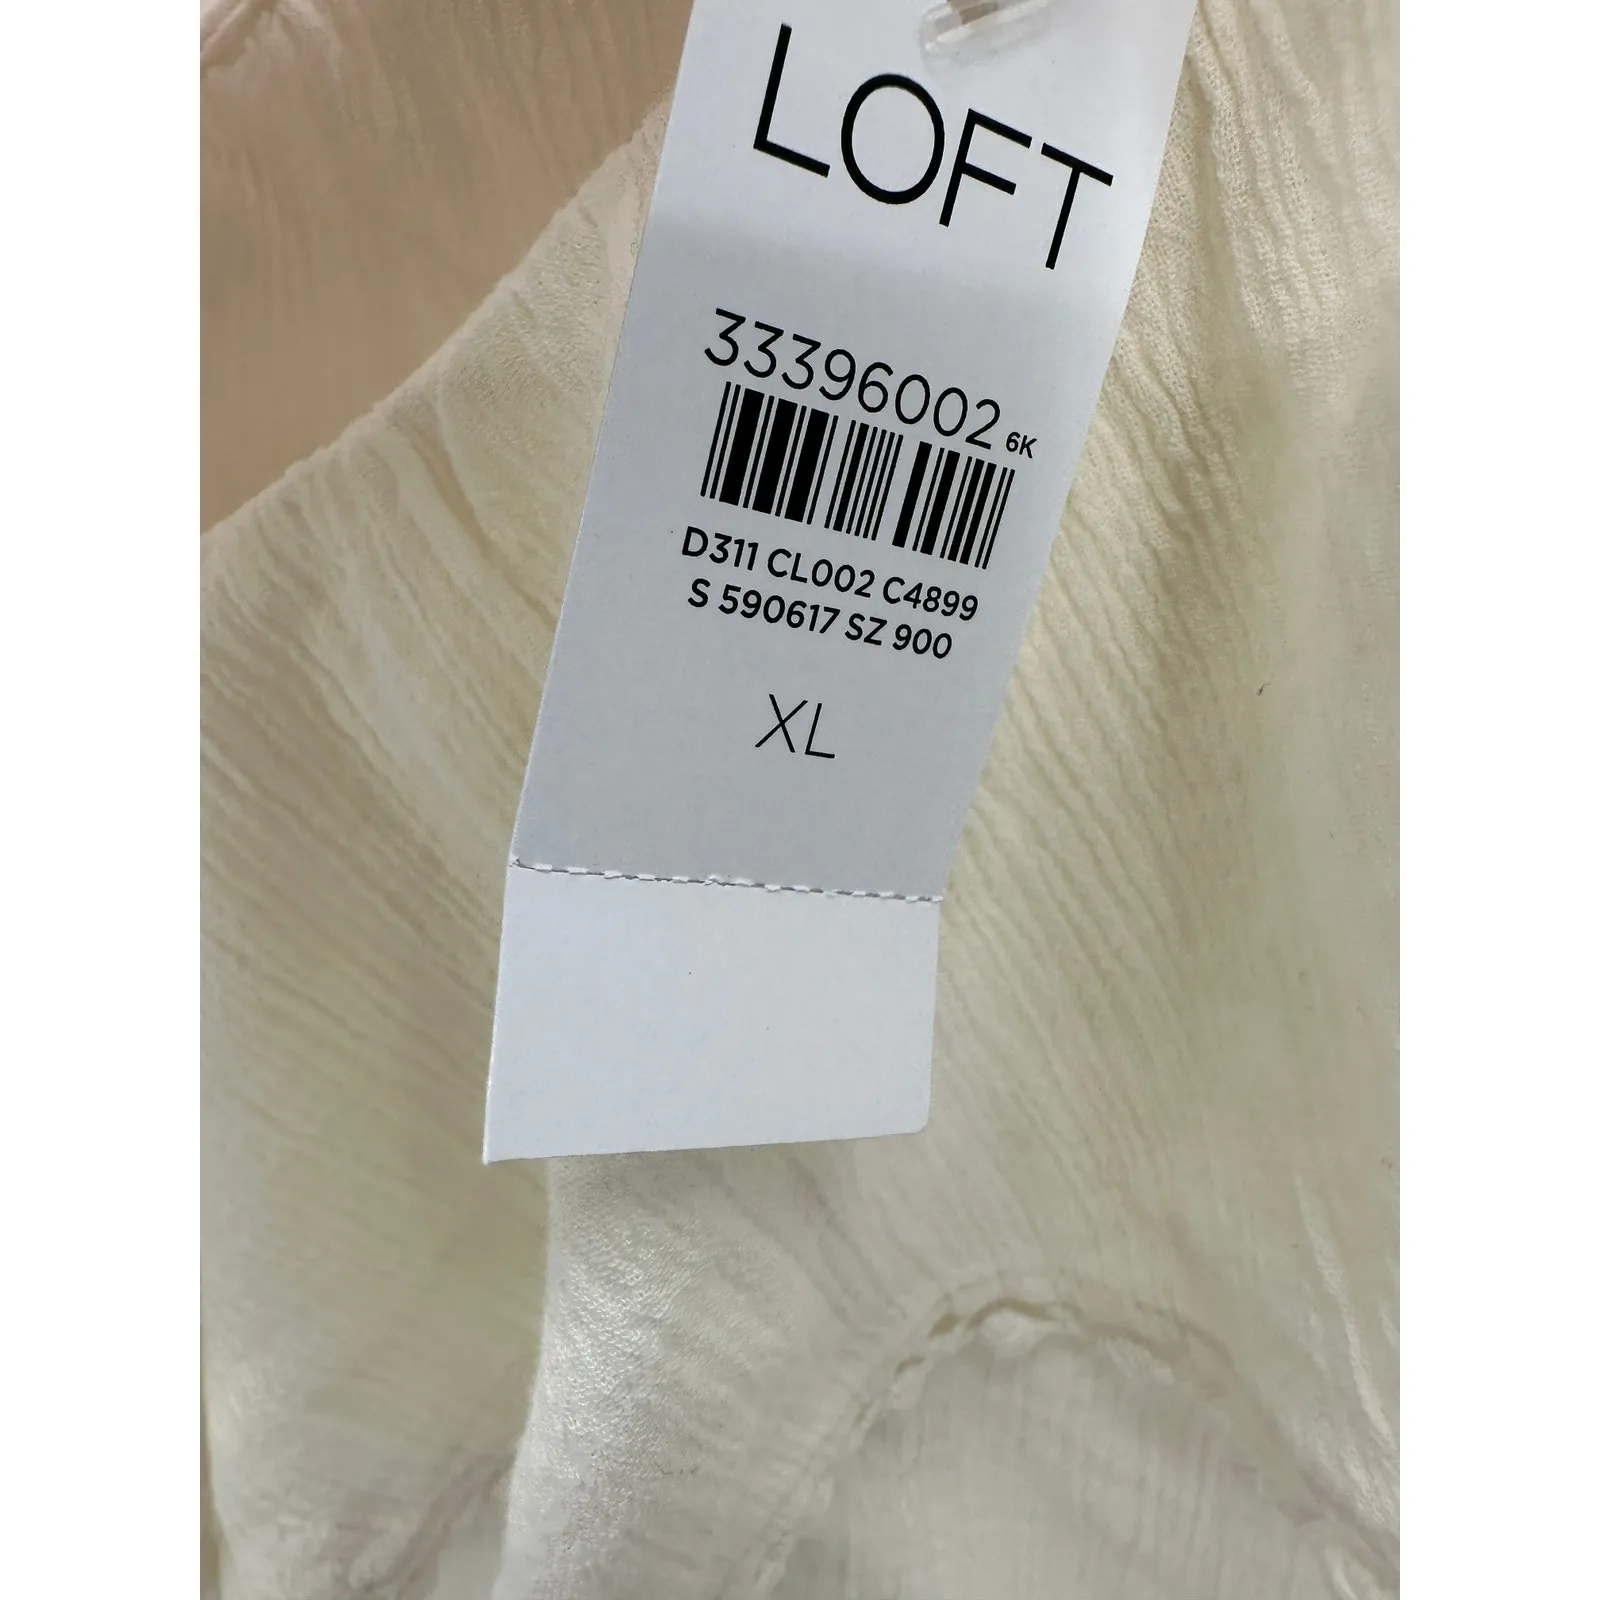 LOFT
33396002 6K
D311 CL002 C4899
S 590617 SZ 900
XL